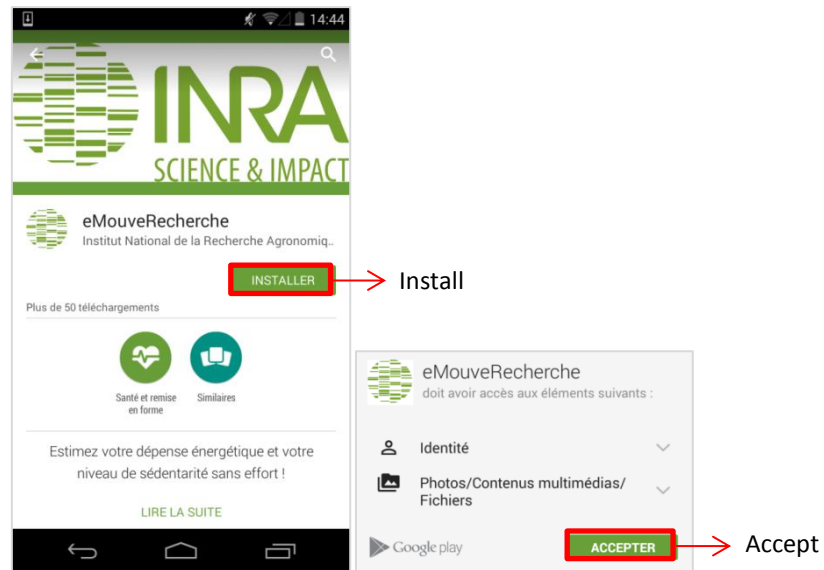 14:44
INRA
SCIENCE & IMPACT
eMouveRecherche
Institut National de la Recherche Agronomiq..
INSTALLER
Install
Plus de 50 téléchargements
Santé et remise
en forme
Similaires
Estimez votre dépense énergétique et votre
niveau de sédentarité sans effort !
LIRE LA SUITE
eMouveRecherche
doit avoir accès aux éléments suivants :
Identité
Photos/Contenus multimédias/
Fichiers
Google play
ACCEPTER
Accept